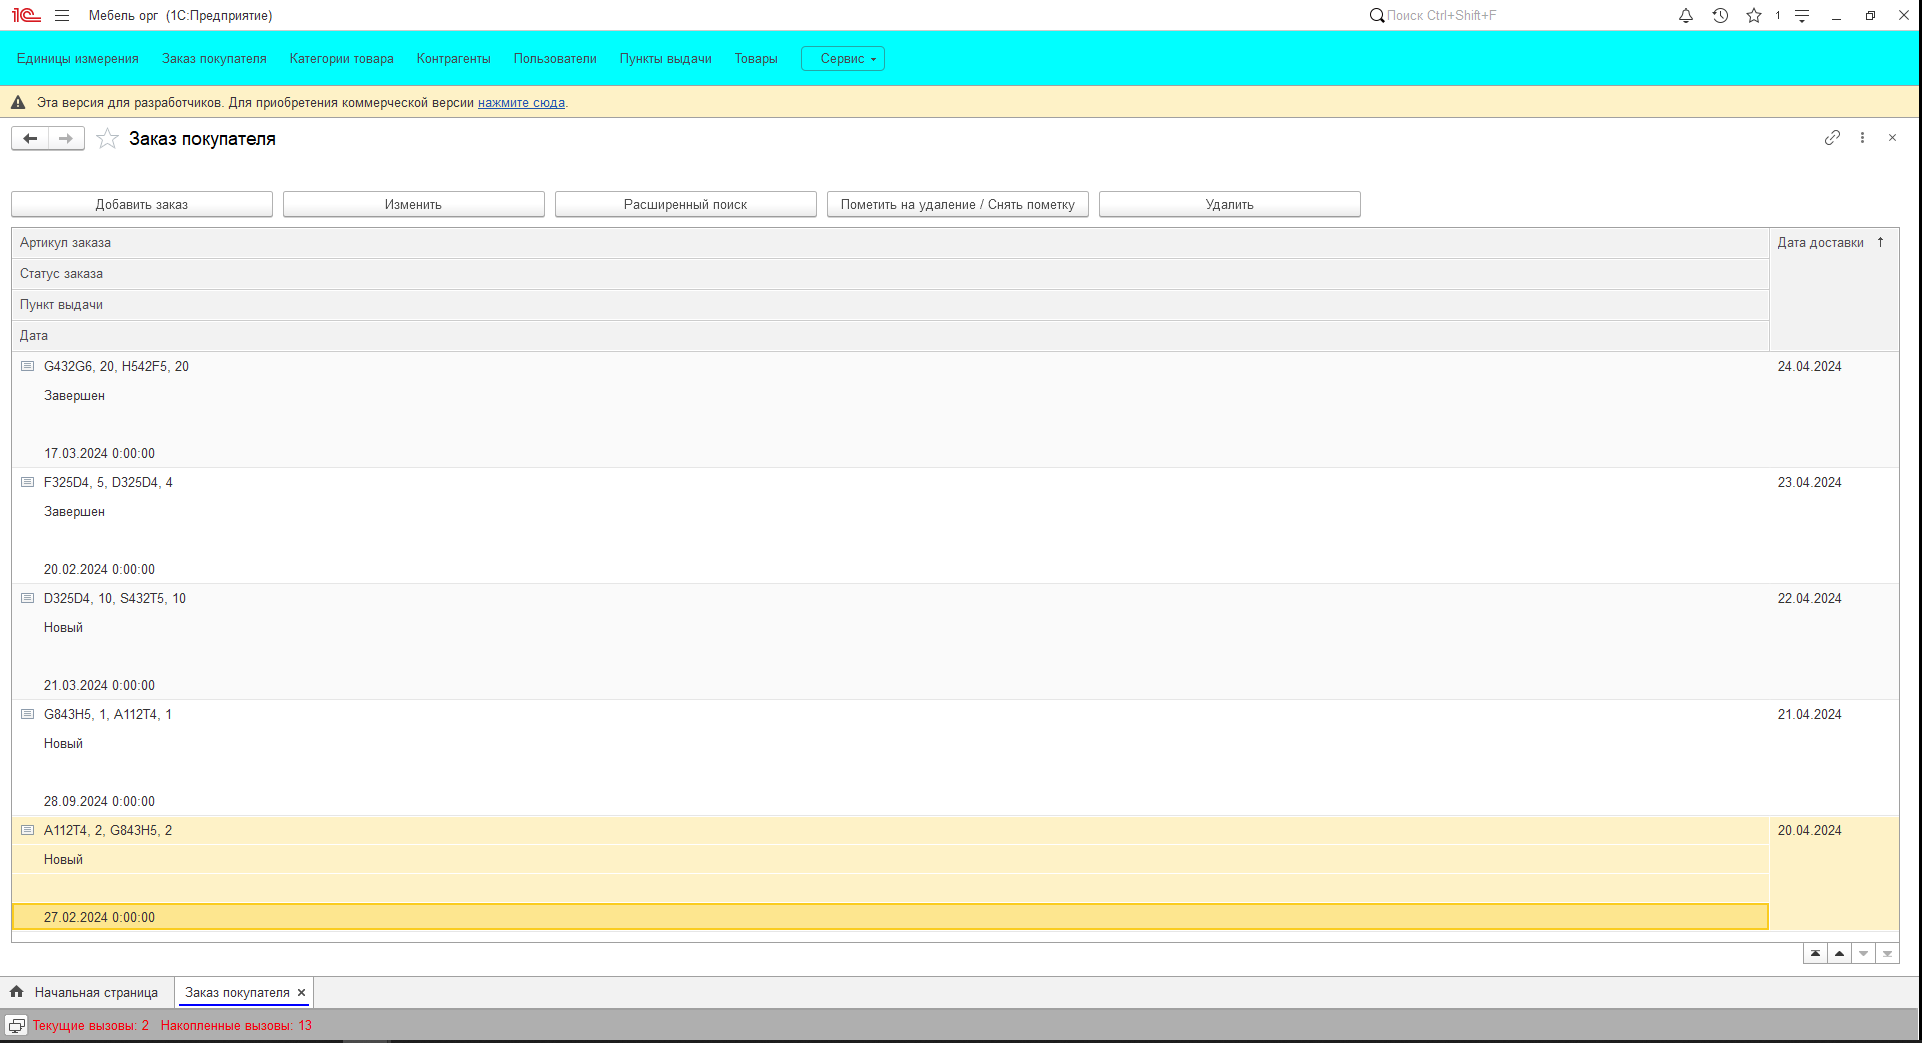 1C Мебель орг (1С:Предприятие) Поиск Ctrl+Shift+F 1
Единицы измерения Заказ покупателя Категории товара Контрагенты Пользователи Пункты выдачи Товары Сервис
Эта версия для разработчиков. Для приобретения коммерческой версии нажмите сюда.
Заказ покупателя
Добавить заказ Изменить Расширенный поиск Пометить на удаление / Снять пометку Удалить
Артикул заказа Дата доставки ↑
Статус заказа
Пункт выдачи
Дата
G432G6, 20, H542F5, 20 24.04.2024
Завершен
17.03.2024 0:00:00
F325D4, 5, D325D4, 4 23.04.2024
Завершен
20.02.2024 0:00:00
D325D4, 10, S432T5, 10 22.04.2024
Новый
21.03.2024 0:00:00
G843H5, 1, A112T4, 1 21.04.2024
Новый
28.09.2024 0:00:00
A112T4, 2, G843H5, 2 20.04.2024
Новый
27.02.2024 0:00:00
Начальная страница Заказ покупателя ×
Текущие вызовы: 2 Накопленные вызовы: 13